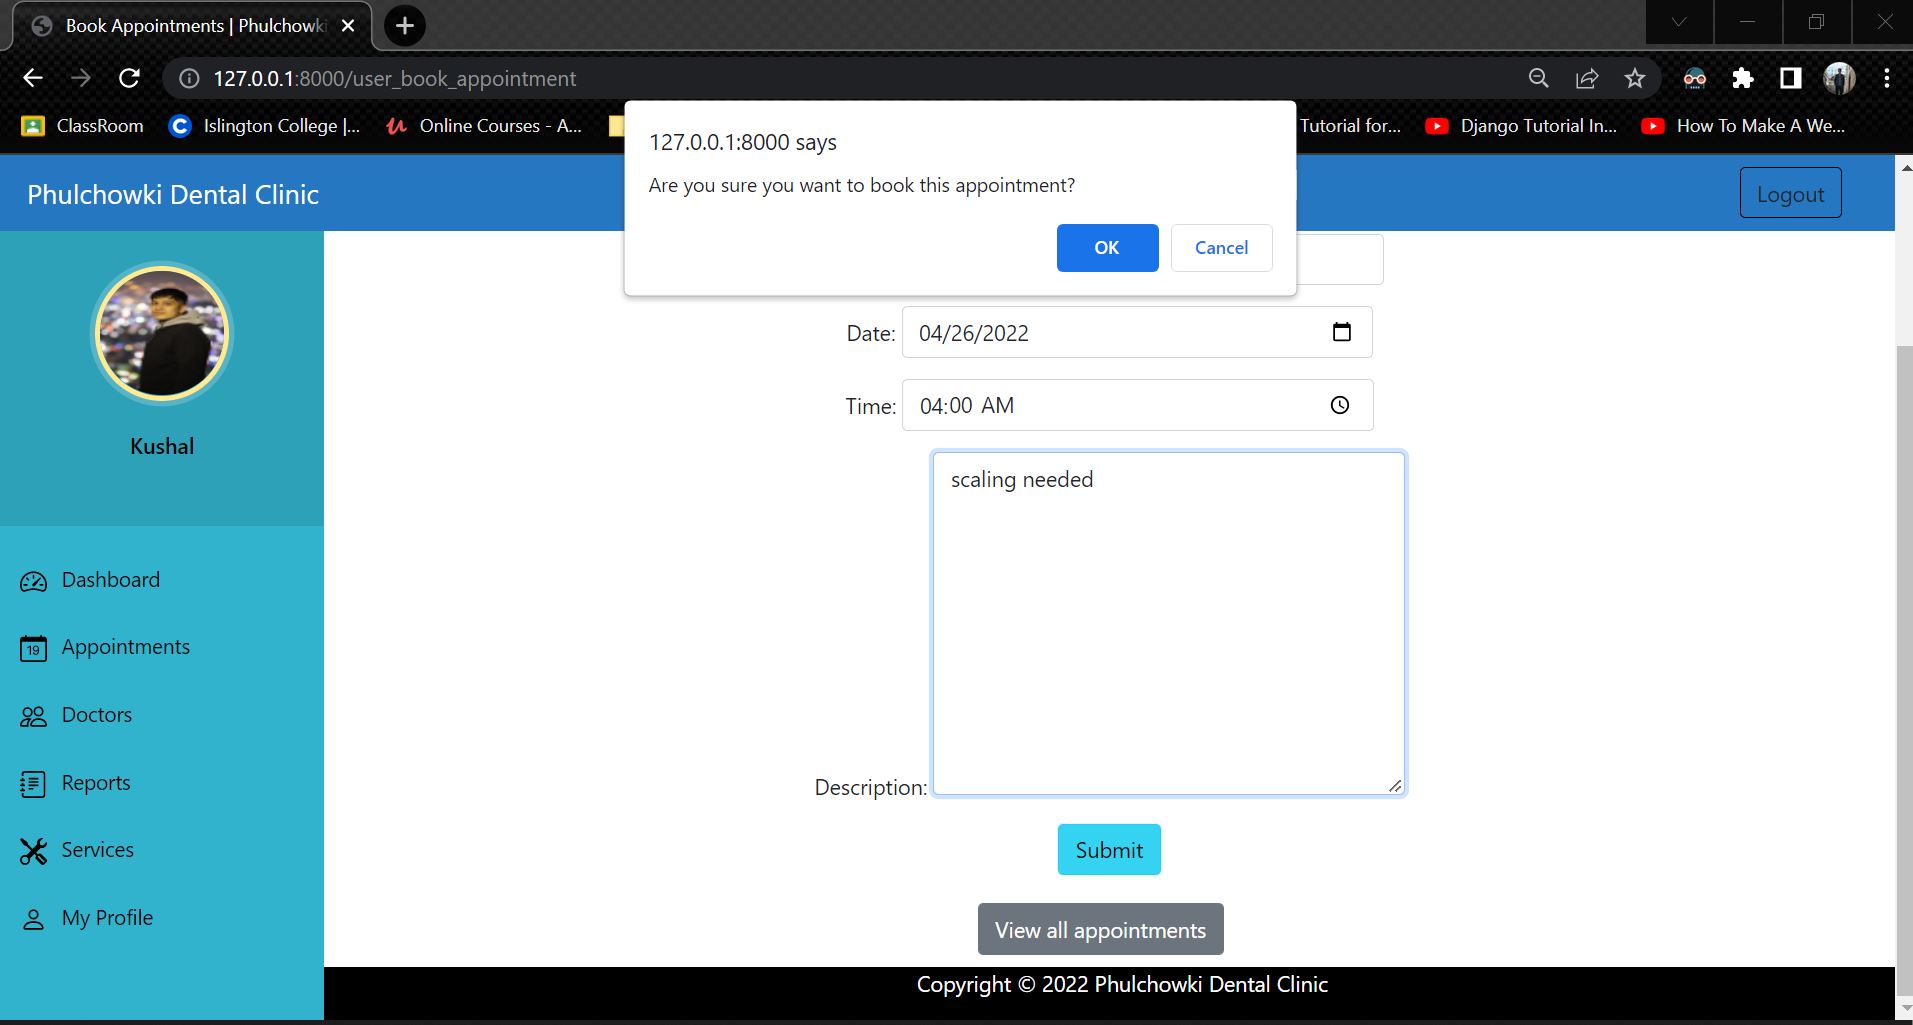 Book Appointments | Phulchowki
127.0.0.1:8000/user_book_appointment
ClassRoom
Islington College |...
Online Courses - A...
Tutorial for...
Django Tutorial In...
How To Make A We...
127.0.0.1:8000 says
Are you sure you want to book this appointment?
OK
Cancel
Phulchowki Dental Clinic
Logout
Kushal
Dashboard
19
Appointments
Doctors
Reports
Services
My Profile
Date: 04/26/2022
Time: 04:00 AM
scaling needed
Description:
Submit
View all appointments
Copyright © 2022 Phulchowki Dental Clinic